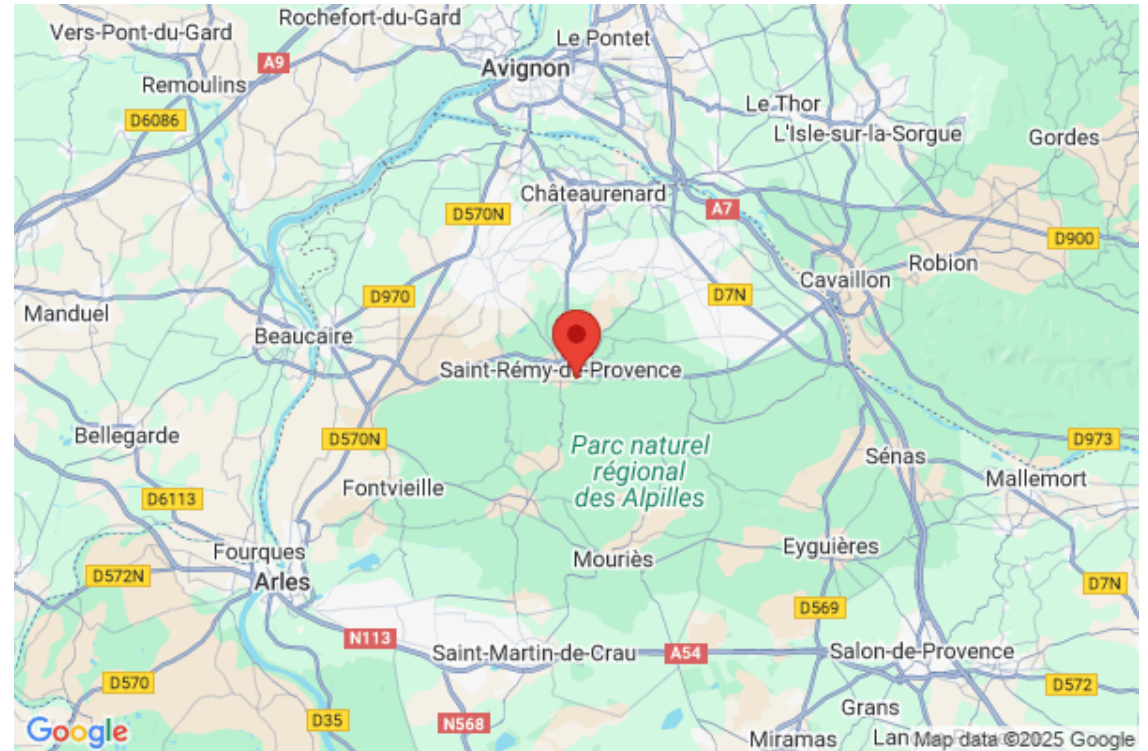 Rochefort-du-Gard
Vers-Pont-du-Gard
Le Pontet
A9
Avignon
Remoulins
Le Thor
D6086
L'Isle-sur-la-Sorgue
Gordes
Châteaurenard
A7
D570N
D900
Robion
Cavaillon
D970
D7N
Manduel
Beaucaire
Saint-Rémy-de-Provence
Bellegarde
D570N
Parc naturel
régional
des Alpilles
D973
Sénas
Mallemort
Fontvieille
D6113
Fourques
Mouriès
Eyguières
D572N
Arles
D7N
D569
N113
Saint-Martin-de-Crau
A54
Salon-de-Provence
D570
D572
Grans
D35
N568
Google
Miramas
Map data ©2025 Google